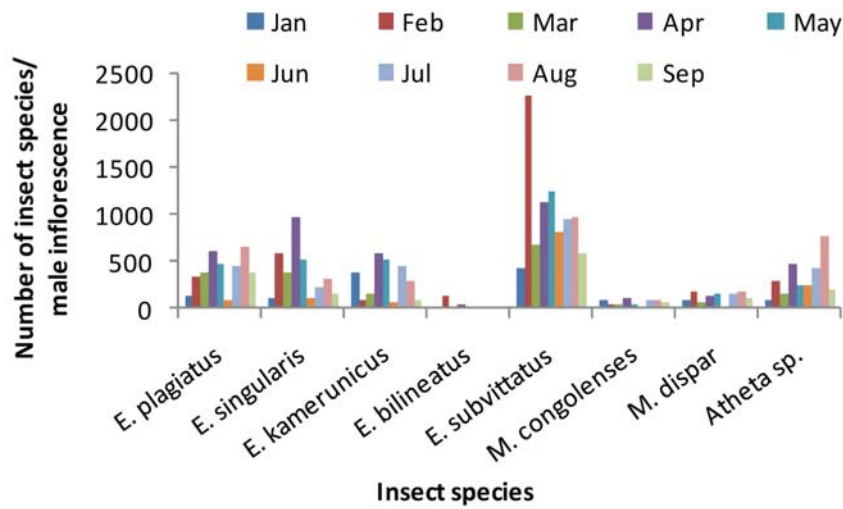 Jan Feb Mar Apr May
Jun Jul Aug Sep
Number of insect species/
male inflorescence
2500
2000
1500
1000
500
0
E. plagiatus
E. singularis
E. kamerunicus
E. bilineatus
E. subvittatus
M. congolenses
M. dispar
Atheta sp.
Insect species